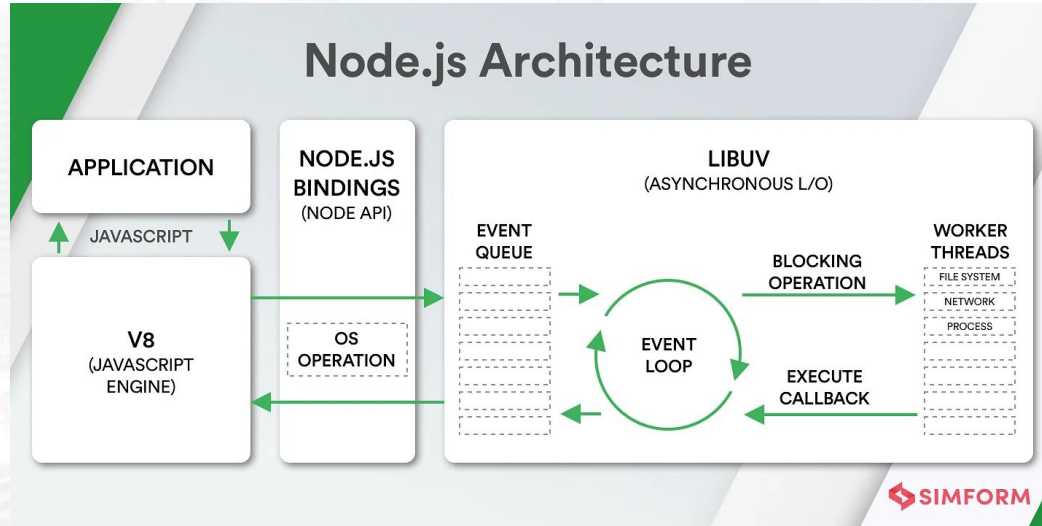 Node.js Architecture
APPLICATION
JAVASCRIPT
V8
(JAVASCRIPT
ENGINE)
NODE.JS
BINDINGS
(NODE API)
OS
OPERATION
LIBUV
(ASYNCHRONOUS L/O)
EVENT
QUEUE
EVENT
LOOP
BLOCKING
OPERATION
EXECUTE
CALLBACK
WORKER
THREADS
FILE SYSTEM
NETWORK
PROCESS
SIMFORM